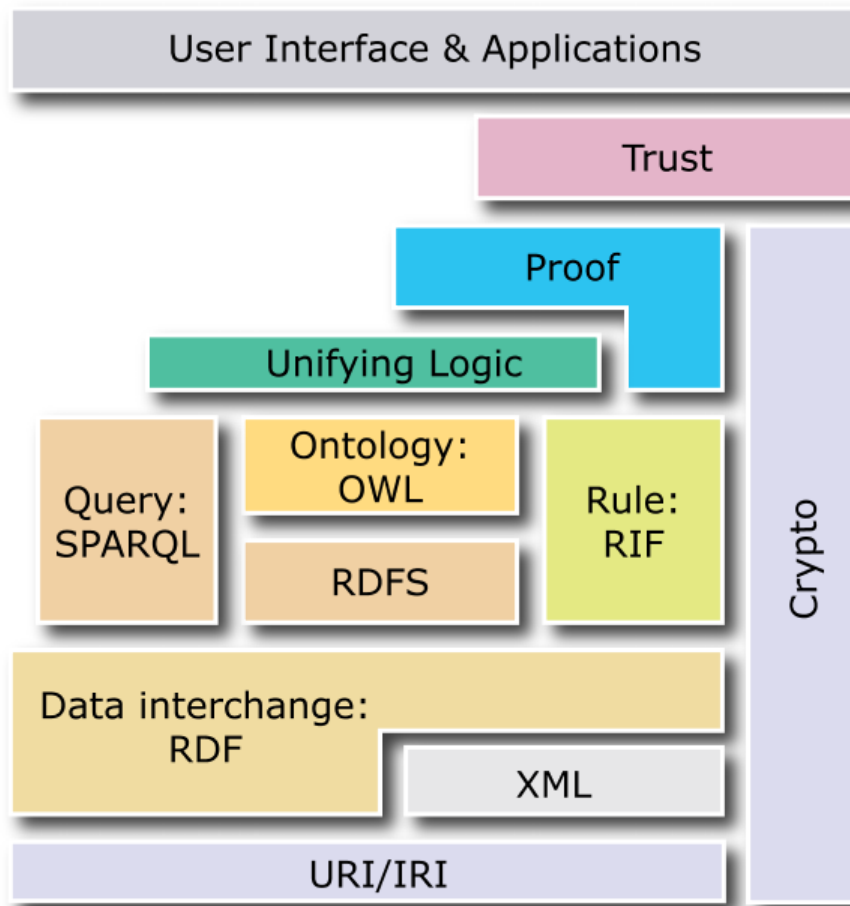 User Interface & Applications
Trust
Proof
Unifying Logic
Query:
SPARQL
Ontology:
OWL
RDFS
Rule:
RIF
Crypto
Data interchange:
RDF
XML
URI/IRI